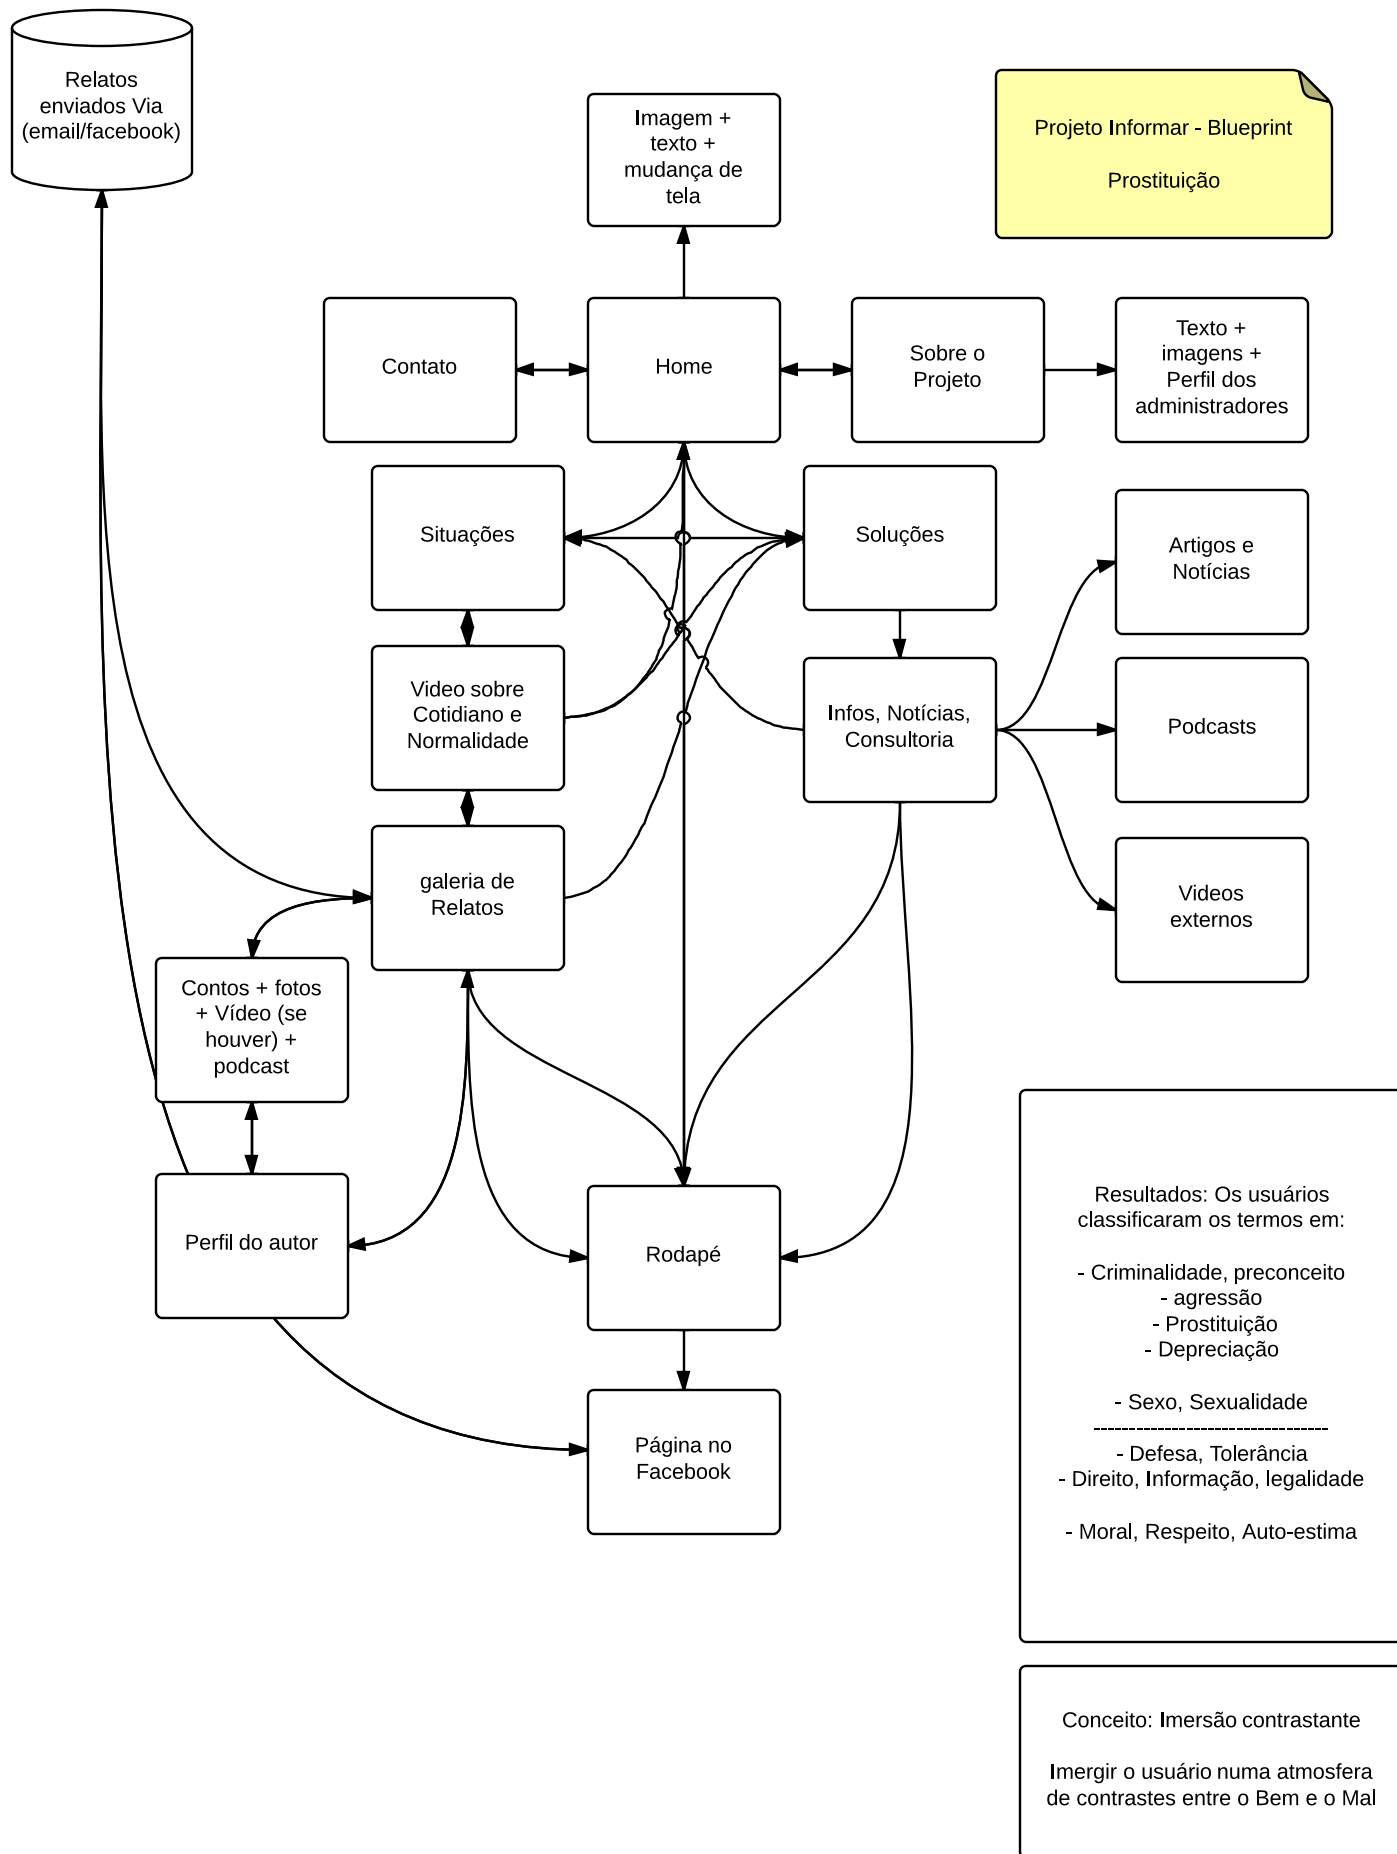 Relatos
enviados Via
(email/facebook)
Imagem +
texto +
mudança de
tela
Projeto Informar - Blueprint
Prostituição
Contato
Home
Sobre o
Projeto
Texto +
imagens +
Perfil dos
administradores
Situações
Soluções
Artigos e
Notícias
Video sobre
Cotidiano e
Normalidade
Infos, Notícias,
Consultoria
Podcasts
galeria de
Relatos
Videos
externos
Contos + fotos
+ Vídeo (se
houver) +
podcast
Perfil do autor
Rodapé
Página no
Facebook
Resultados: Os usuários
classificaram os termos em:
- Criminalidade, preconceito
- agressão
- Prostituição
- Depreciação
- Sexo, Sexualidade
----------------------------------
- Defesa, Tolerância
- Direito, Informação, legalidade
- Moral, Respeito, Auto-estima
Conceito: Imersão contrastante
Imergir o usuário numa atmosfera
de contrastes entre o Bem e o Mal